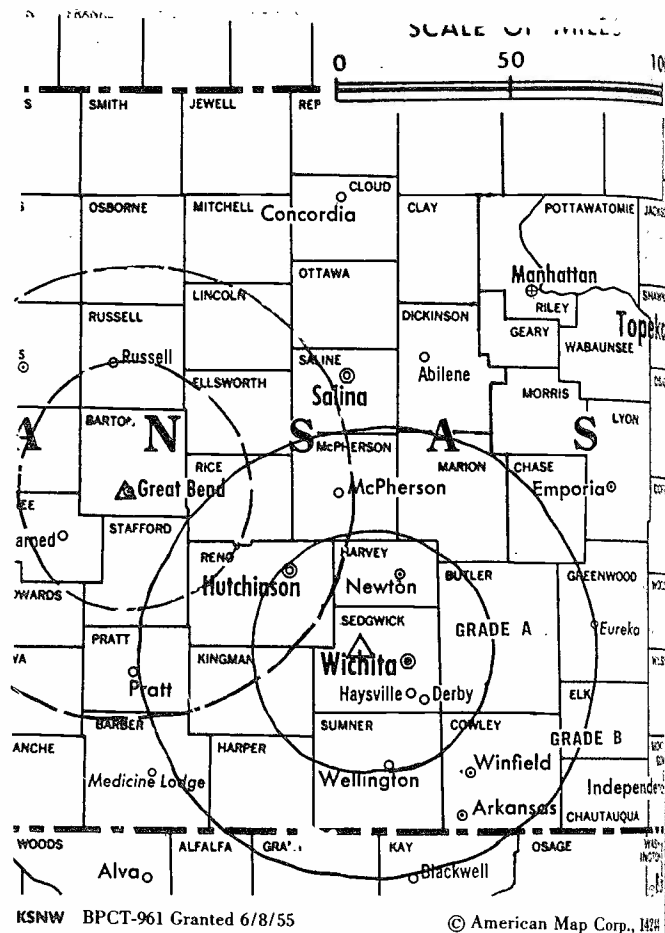 SCALE OF MILES
0 50
SMITH JEWELL REP
OSBORNE MITCHELL CLOUD CLAY POTTAWATOMIE
Concordia
OTTAWA
LINCOLN Manhattan
RUSSELL DICKINSON RILEY
Russell SALINE GEARY Topeka
Abilene WABAUNSEE
ELLSWORTH Salina MORRIS
LYON
BARTON A N S A S
McPHERSON
RICE MARION CHASE
Great Bend McPherson Emporia
STAFFORD
RENO HARVEY
Hutchinson Newton BUTLER GREENWOOD
SEDGWICK
PRATT GRADE A Eureka
KINGMAN Wichita
Pratt Haysville Derby ELK
BARBER SUMNER COWLEY
HARPER GRADE B
Medicine Lodge Wellington Winfield
Arkansas
CHAUTAUQUA
WOODS ALFALFA KAY OSAGE
Alva Blackwell
KSNW BPCT-961 Granted 6/8/55
© American Map Corp.,